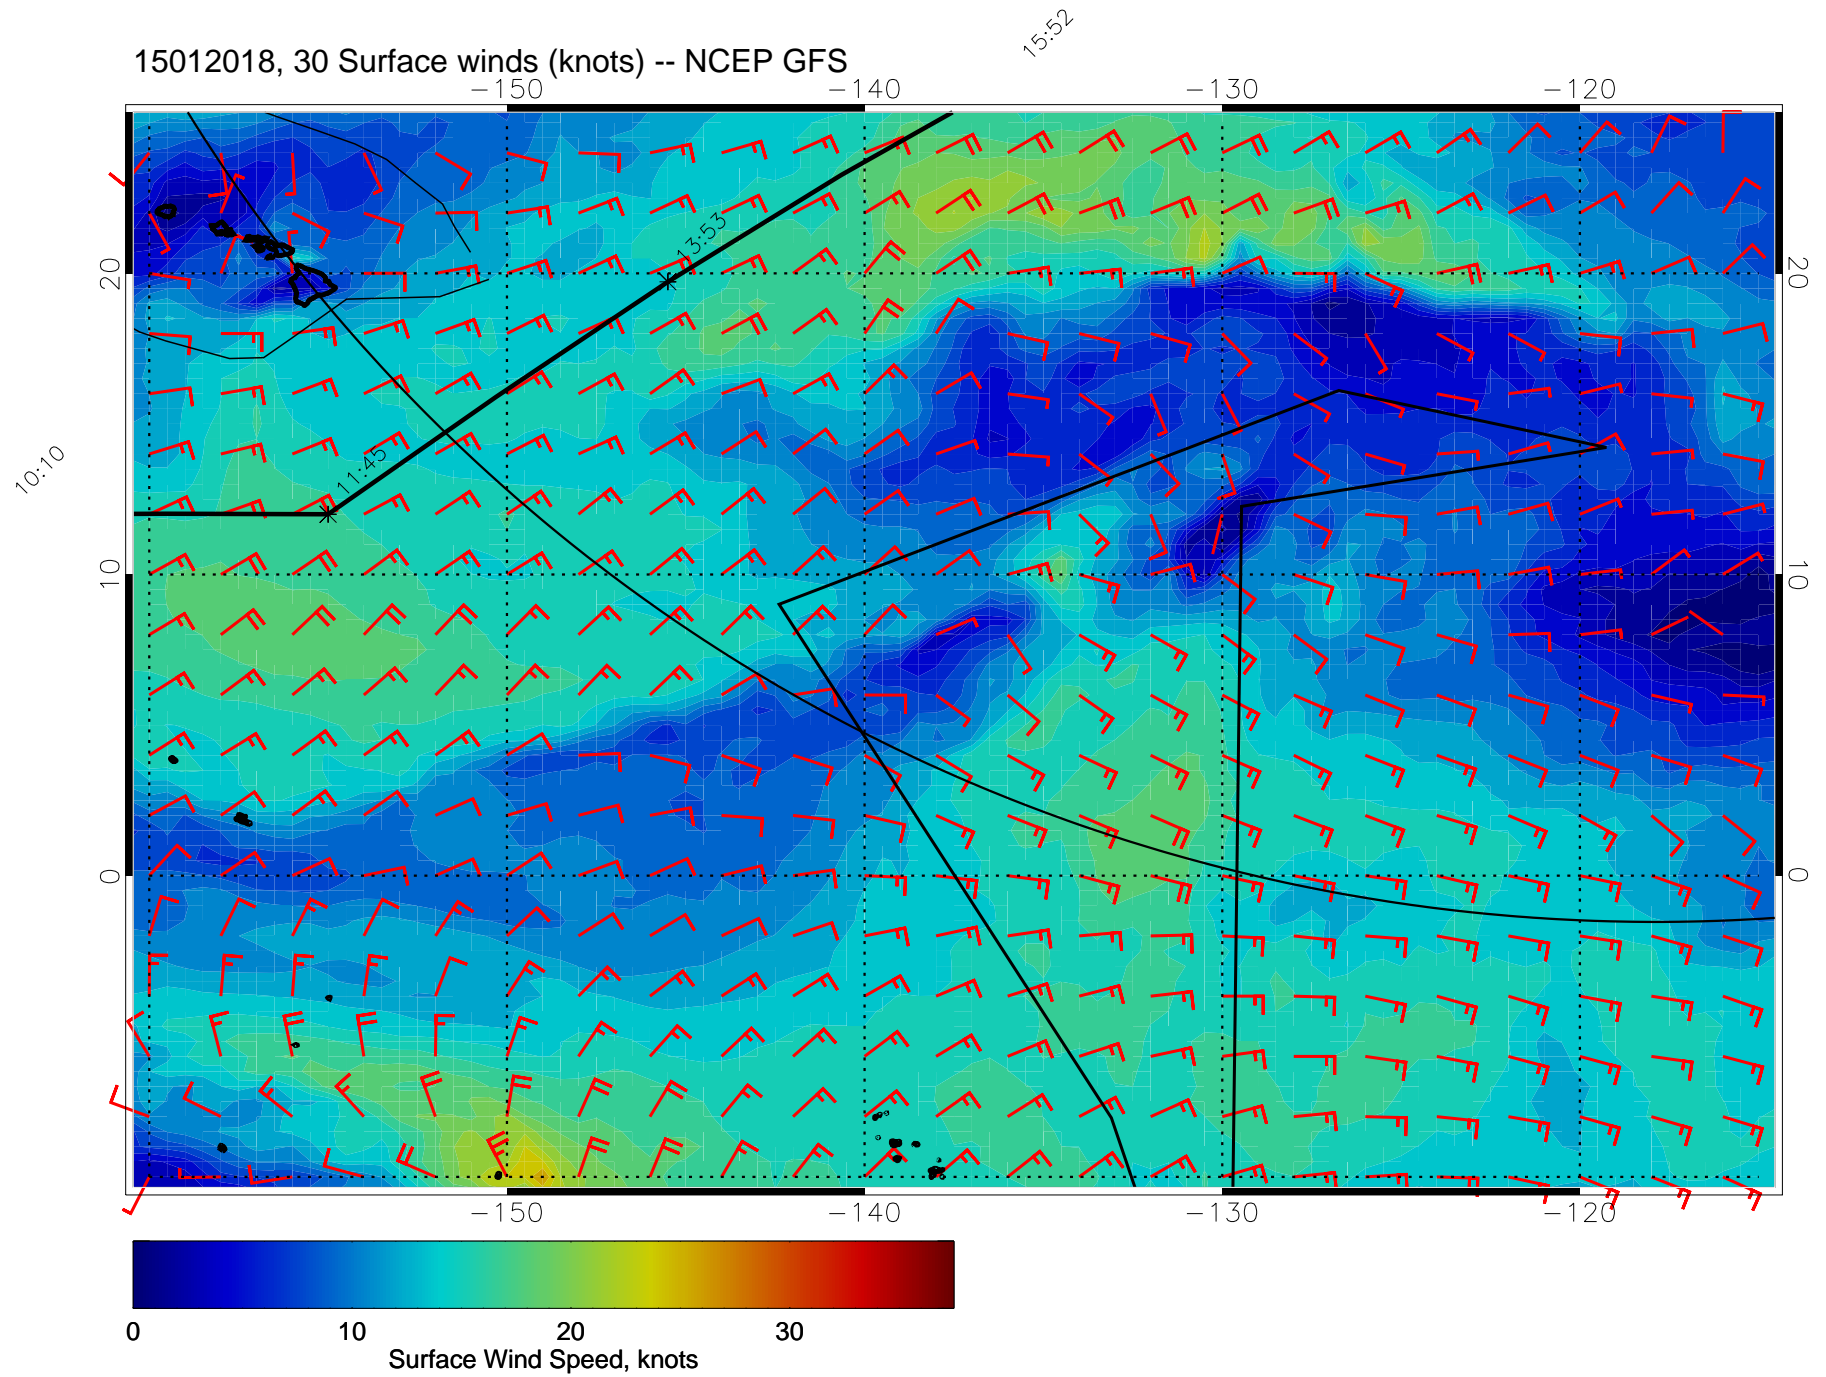 15:52
15012018, 30 Surface winds (knots) -- NCEP GFS
-150 -140 -130 -120
13:53
20 20
10:10
11:45
10 10
0 0
-150 -140 -130 -120
0 10 20 30
Surface Wind Speed, knots